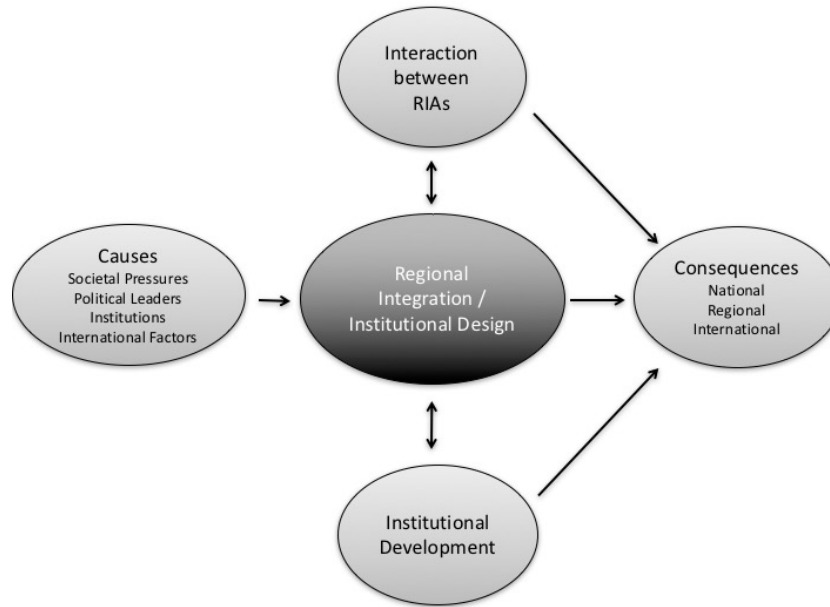 Interaction
between
RIAs
Causes
Societal Pressures
Political Leaders
Institutions
International Factors
Regional
Integration /
Institutional Design
Consequences
National
Regional
International
Institutional
Development